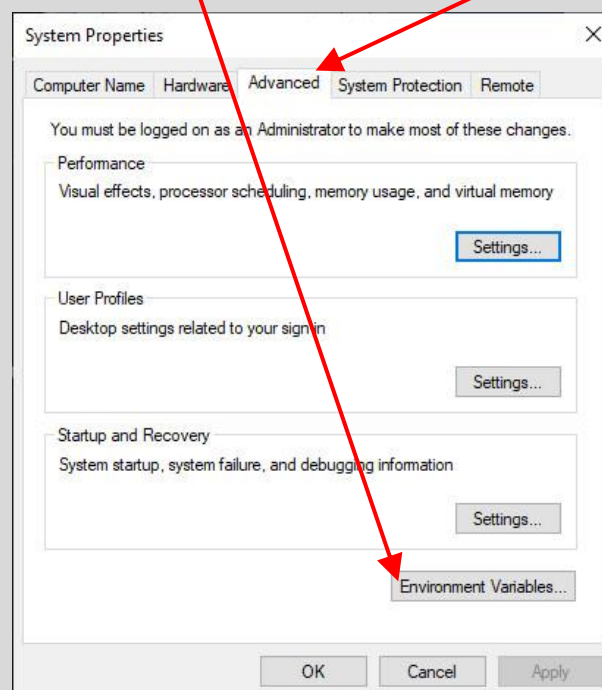 System Properties
Computer Name Hardware Advanced System Protection Remote
You must be logged on as an Administrator to make most of these changes.
Performance
Visual effects, processor scheduling, memory usage, and virtual memory
Settings...
User Profiles
Desktop settings related to your sign-in
Settings...
Startup and Recovery
System startup, system failure, and debugging information
Settings...
Environment Variables...
OK Cancel Apply